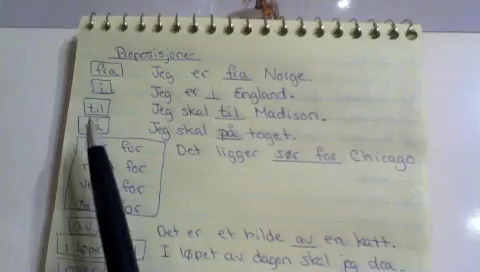 Preposisjoner
fra Jeg er fra Norge.
i Jeg er i England.
til Jeg skal til Madison.
Jeg skal på toget.
for Det ligger sør for Chicago
for
for
for
av Det er et bilde av en katt.
i løpet I løpet av dagen skal jeg dra.